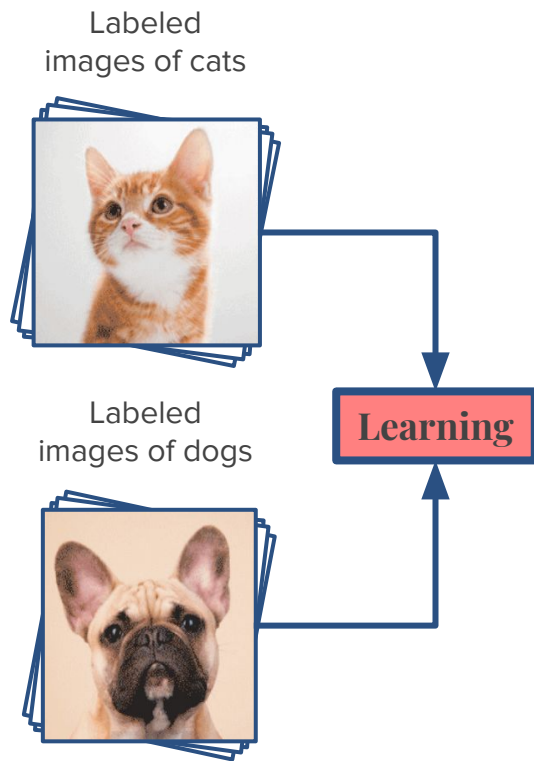 Labeled
images of cats
Learning
Labeled
images of dogs